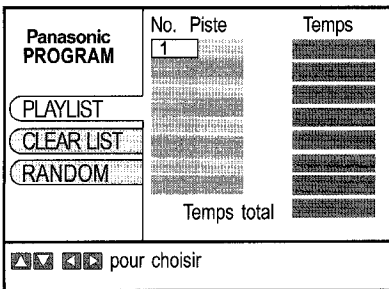 Panasonic
PROGRAM
PLAYLIST
CLEAR LIST
RANDOM
No. Piste Temps
1
Temps total
pour choisir